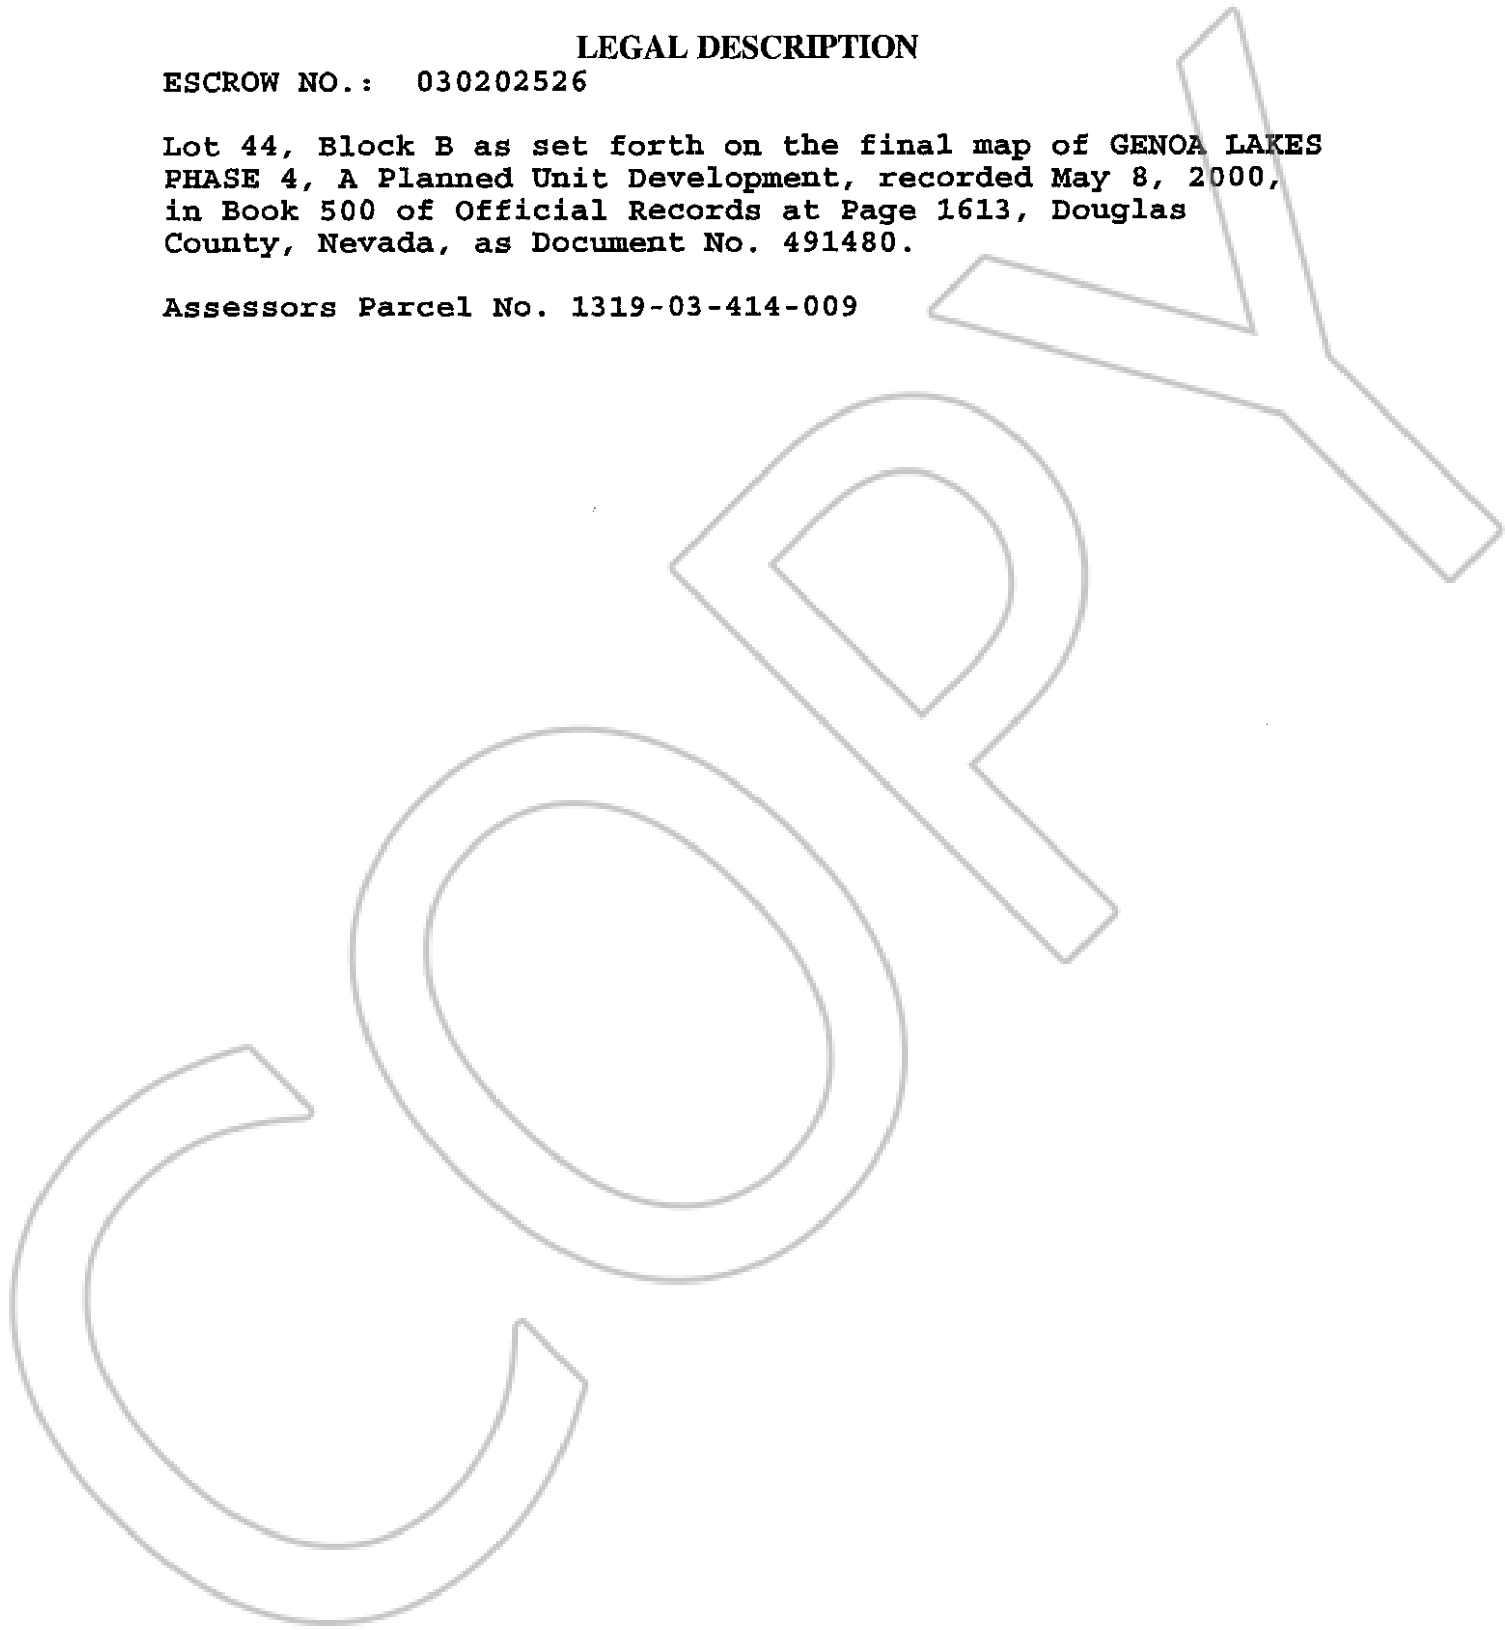 LEGAL DESCRIPTION
ESCROW NO.: 030202526
Lot 44, Block B as set forth on the final map of GENOA LAKES
PHASE 4, A Planned Unit Development, recorded May 8, 2000,
in Book 500 of Official Records at Page 1613, Douglas
County, Nevada, as Document No. 491480.
Assessors Parcel No. 1319-03-414-009
COPY